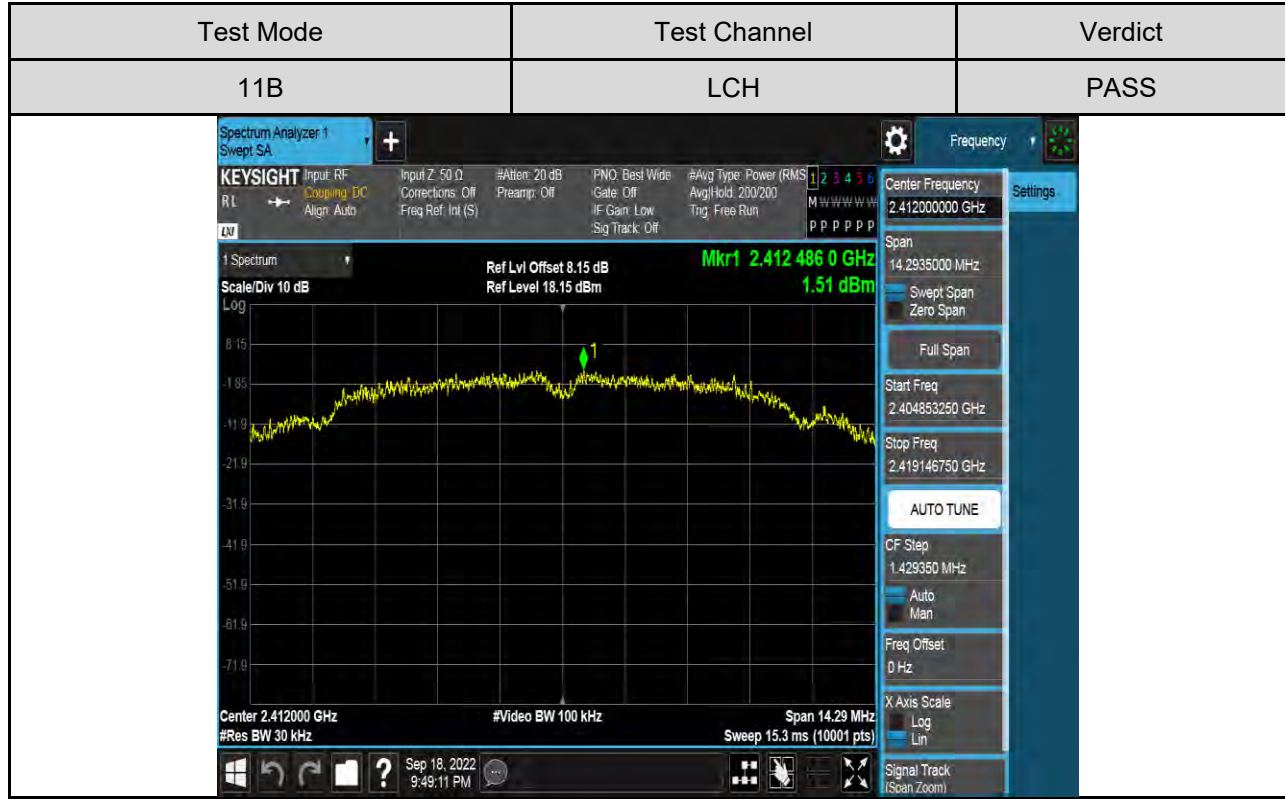 Test Mode Test Channel Verdict
11B LCH PASS
Spectrum Analyzer 1
Swept SA
+
Frequency
KEYSIGHT Input: RF Input Z: 50 Ω #Atten: 20 dB PNO: Best Wide #Avg Type: Power (RMS 1 2 3 4 5 6
RL Coupling: DC Corrections: Off Preamp: Off Gate: Off Avg|Hold: 200/200 M W W W W W
Align: Auto Freq Ref: Int (S) IF Gain: Low Trig: Free Run
Sig Track: Off P P P P P P
LXI
1 Spectrum
Scale/Div 10 dB
Ref Lvl Offset 8.15 dB
Ref Level 18.15 dBm
Mkr1 2.412 486 0 GHz
1.51 dBm
Log
8.15
1
-1.85
-11.9
-21.9
-31.9
-41.9
-51.9
-61.9
-71.9
Center 2.412000 GHz #Video BW 100 kHz Span 14.29 MHz
#Res BW 30 kHz Sweep 15.3 ms (10001 pts)
?
Sep 18, 2022
9:49:11 PM
Center Frequency
2.412000000 GHz
Settings
Span
14.2935000 MHz
Swept Span
Zero Span
Full Span
Start Freq
2.404853250 GHz
Stop Freq
2.419146750 GHz
AUTO TUNE
CF Step
1.429350 MHz
Auto
Man
Freq Offset
0 Hz
X Axis Scale
Log
Lin
Signal Track
(Span Zoom)